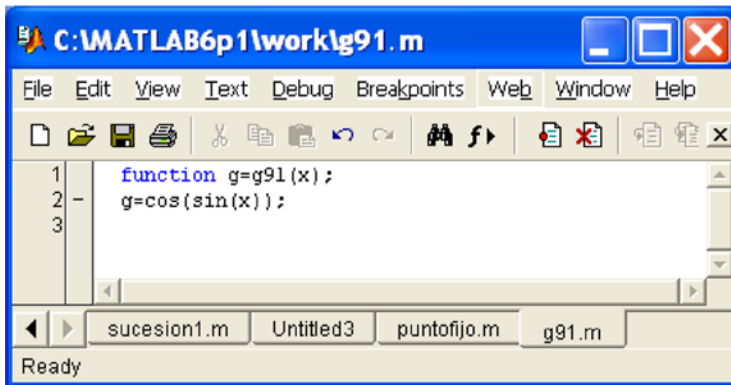 C:\MATLAB6p1\work\g91.m
File Edit View Text Debug Breakpoints Web Window Help
1 function g=g91(x);
2 - g=cos(sin(x));
3
sucesion1.m Untitled3 puntofijo.m g91.m
Ready